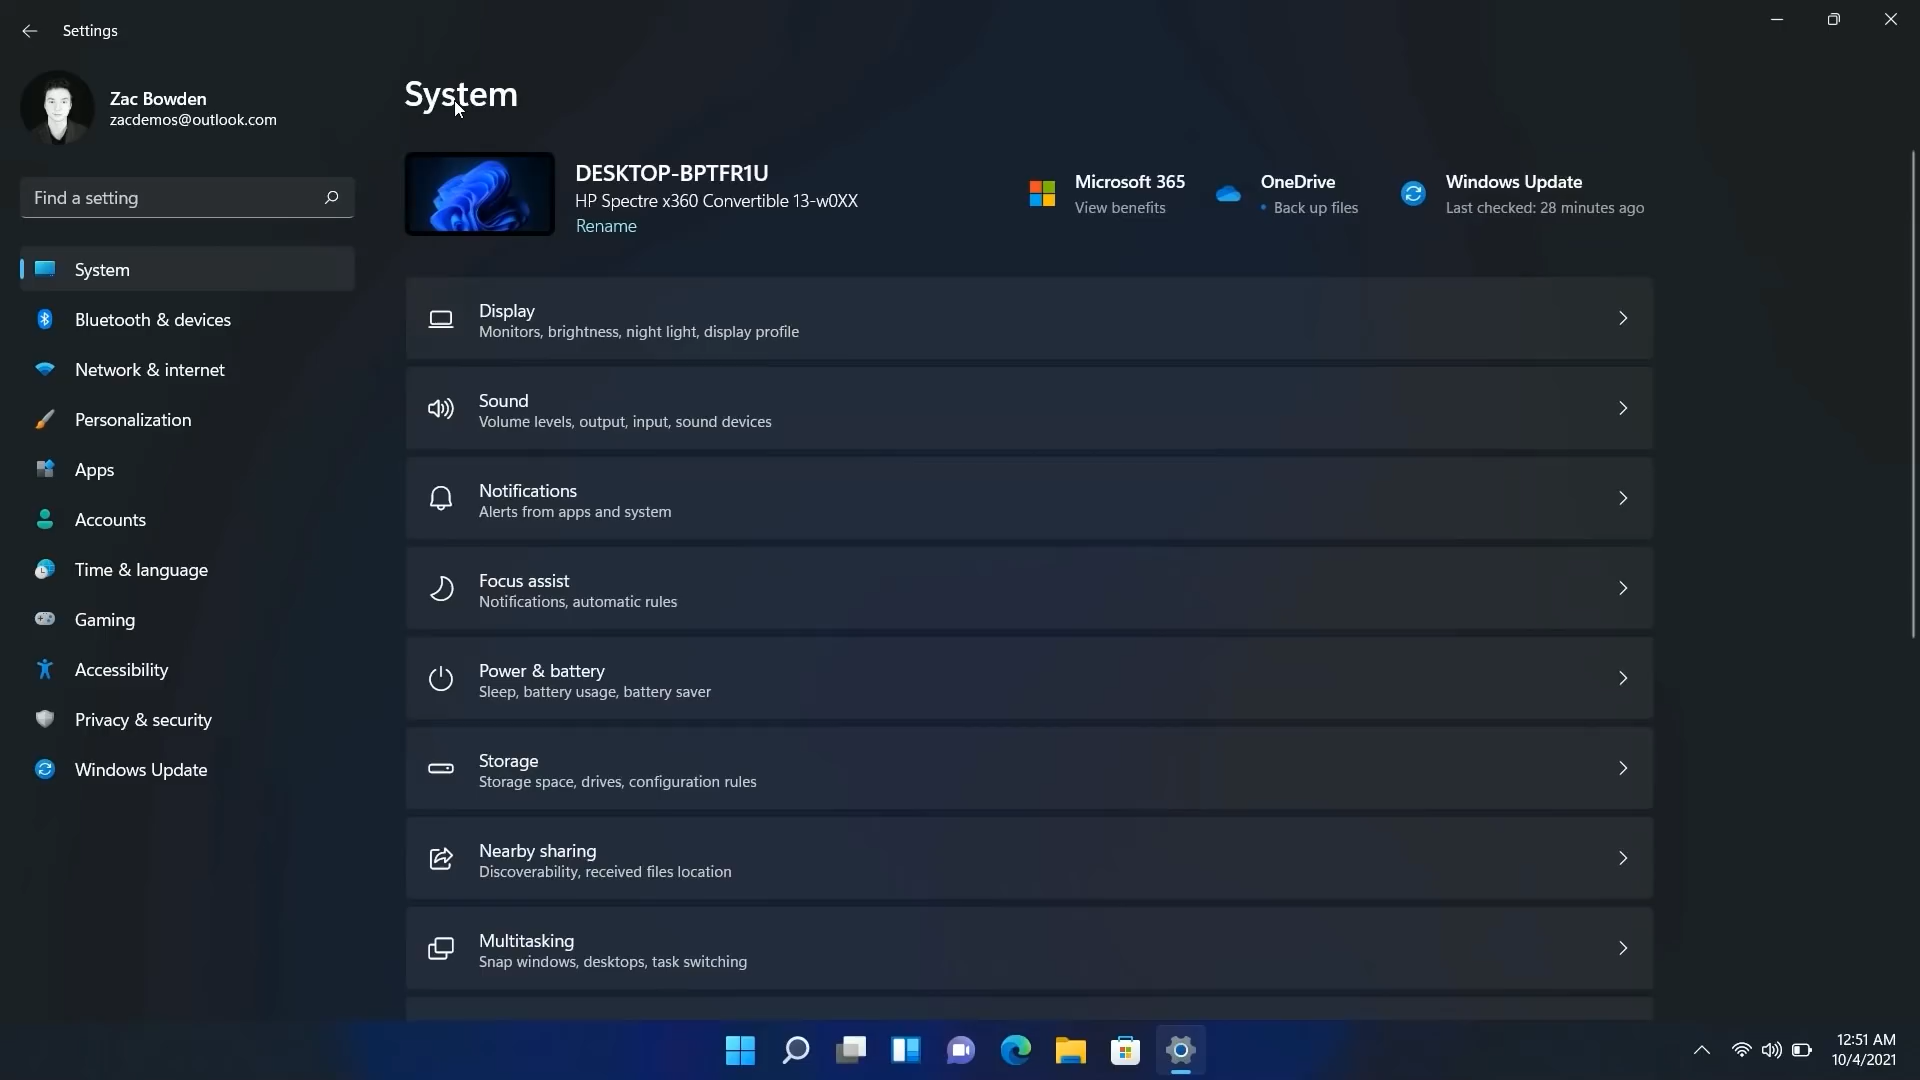 Settings
Zac Bowden
zacdemos@outlook.com
Find a setting
System
Bluetooth & devices
Network & internet
Personalization
Apps
Accounts
Time & language
Gaming
Accessibility
Privacy & security
Windows Update
System
DESKTOP-BPTFR1U
HP Spectre x360 Convertible 13-w0XX
Rename
Microsoft 365
View benefits
OneDrive
• Back up files
Windows Update
Last checked: 28 minutes ago
Display
Monitors, brightness, night light, display profile
Sound
Volume levels, output, input, sound devices
Notifications
Alerts from apps and system
Focus assist
Notifications, automatic rules
Power & battery
Sleep, battery usage, battery saver
Storage
Storage space, drives, configuration rules
Nearby sharing
Discoverability, received files location
Multitasking
Snap windows, desktops, task switching
12:51 AM
10/4/2021